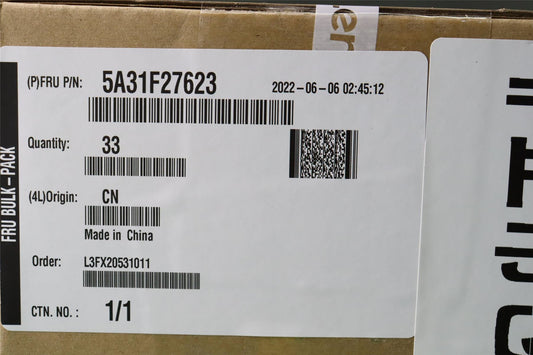 (P)FRU P/N: 5A31F27623
2022-06-06 02:45:12
Quantity: 33
(4L)Origin: CN
Made in China
Order: L3FX20531011
CTN. NO.: 1/1
FRU BULK-PACK